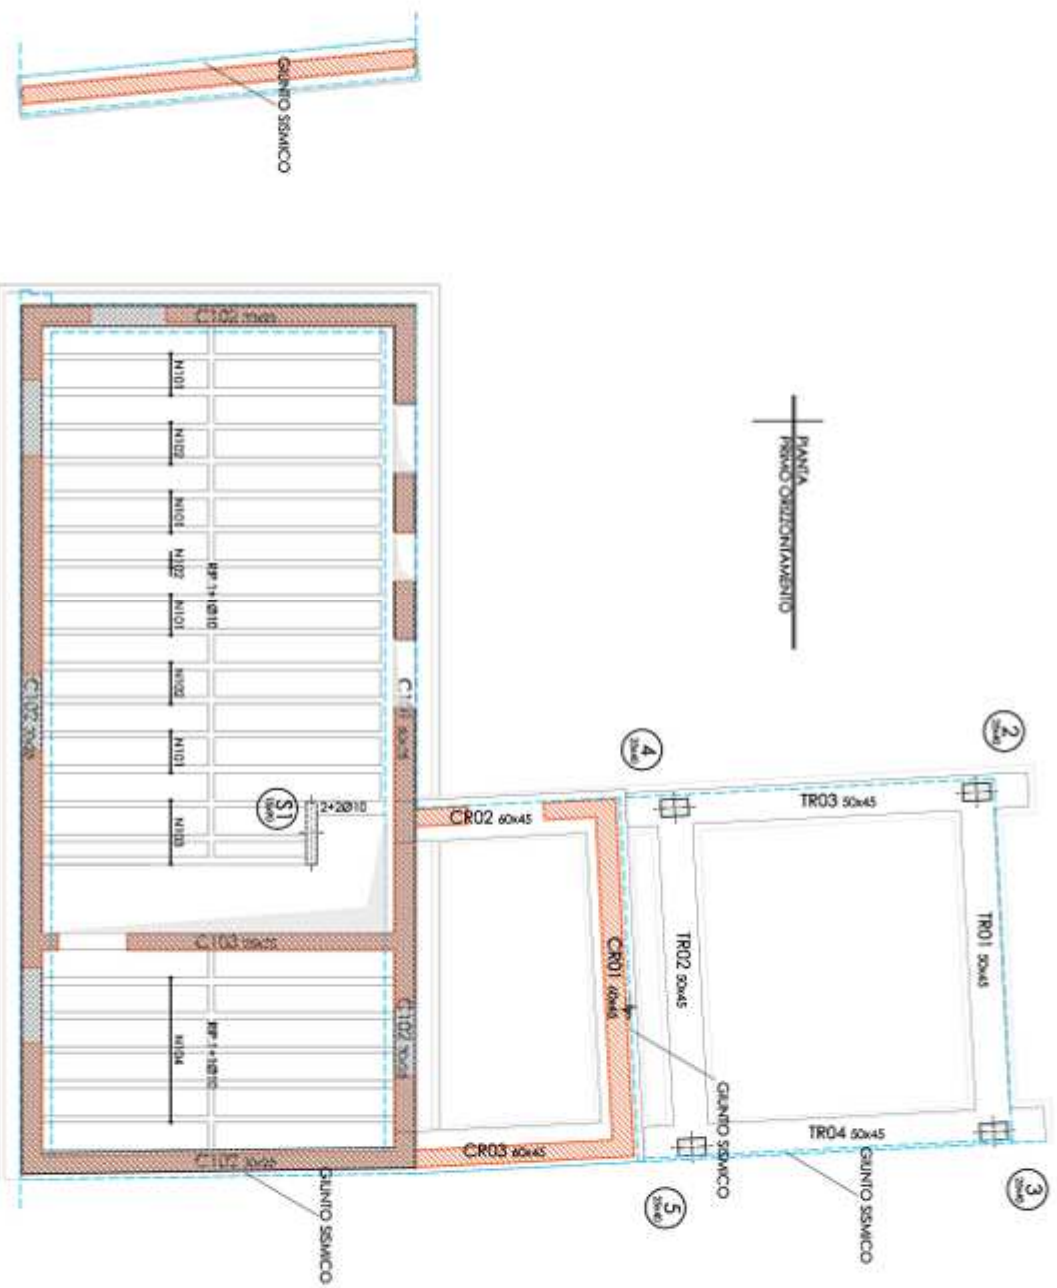 GIUNTO SISMICO
PIANTA
PRIMO ORIZZONTAMENTO
C102
N101
N102
N101
N102
N101
N102
N101
N103
RIP. 1+1Ø10
C102
S1
2+2Ø10
C103
N104
RIP. 1+1Ø10
C102
C102
GIUNTO SISMICO
CR02 60x45
CR01 60x45
CR03 60x45
GIUNTO SISMICO
2
4
TR03 50x45
TR02 50x45
TR01 50x45
TR04 50x45
GIUNTO SISMICO
3
5